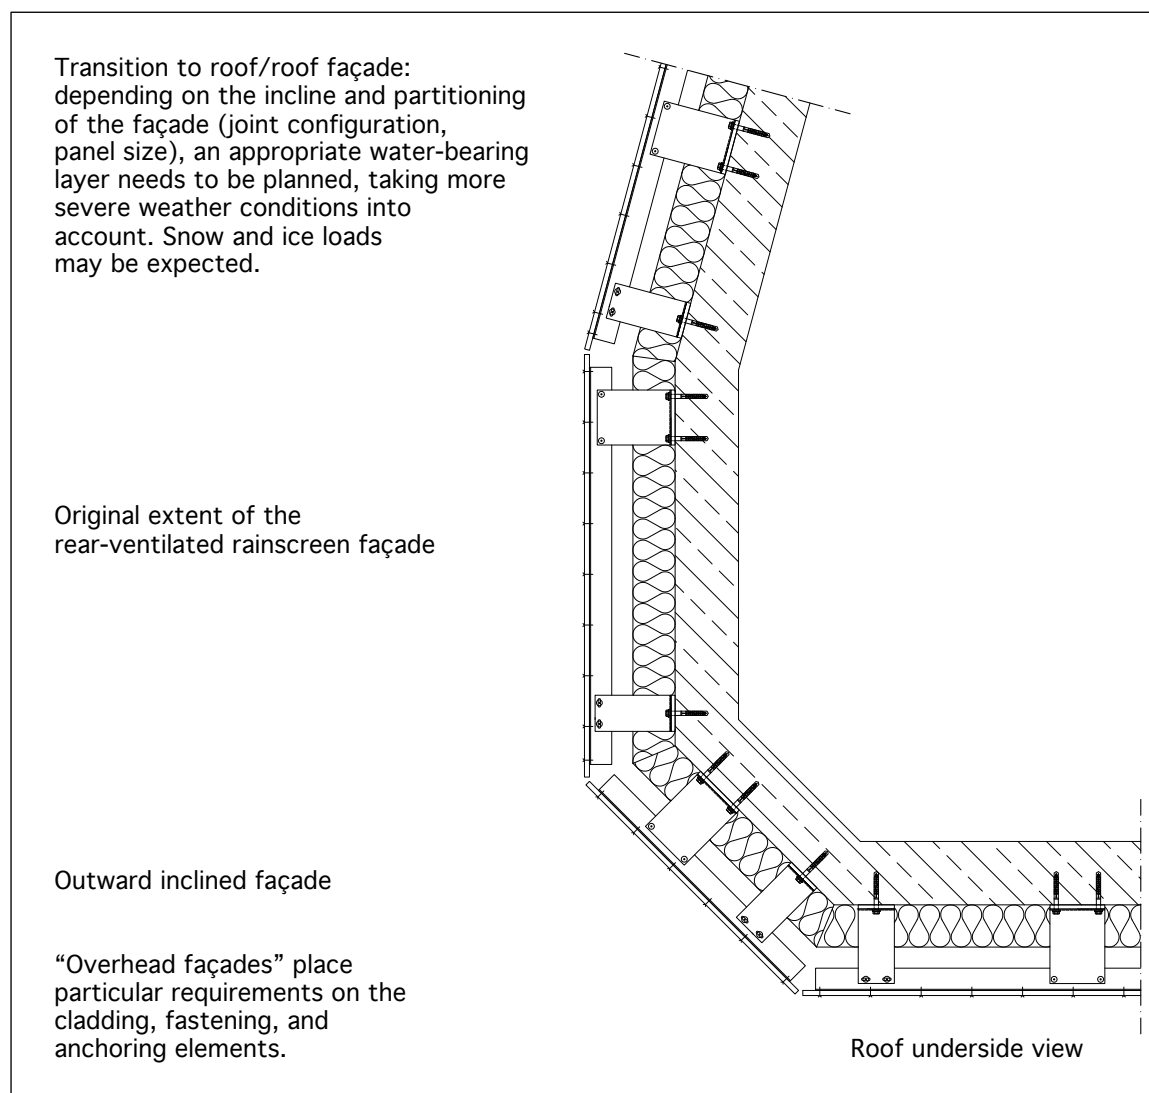 Transition to roof/roof façade:
depending on the incline and partitioning
of the façade (joint configuration,
panel size), an appropriate water-bearing
layer needs to be planned, taking more
severe weather conditions into
account. Snow and ice loads
may be expected.
Original extent of the
rear-ventilated rainscreen façade
Outward inclined façade
“Overhead façades” place
particular requirements on the
cladding, fastening, and
anchoring elements.
Roof underside view